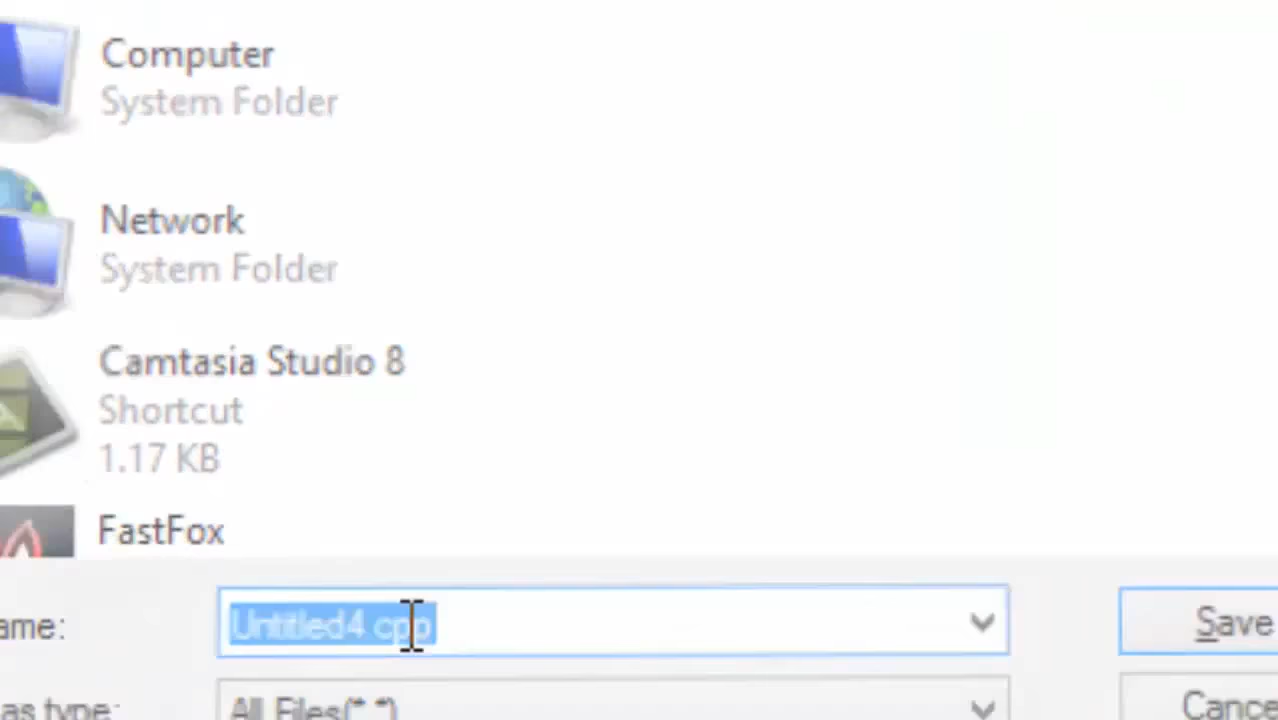 Computer
System Folder
Network
System Folder
Camtasia Studio 8
Shortcut
1.17 KB
FastFox
ame: Untitled4 cpp Save
as type: All Files(*.*) Cance